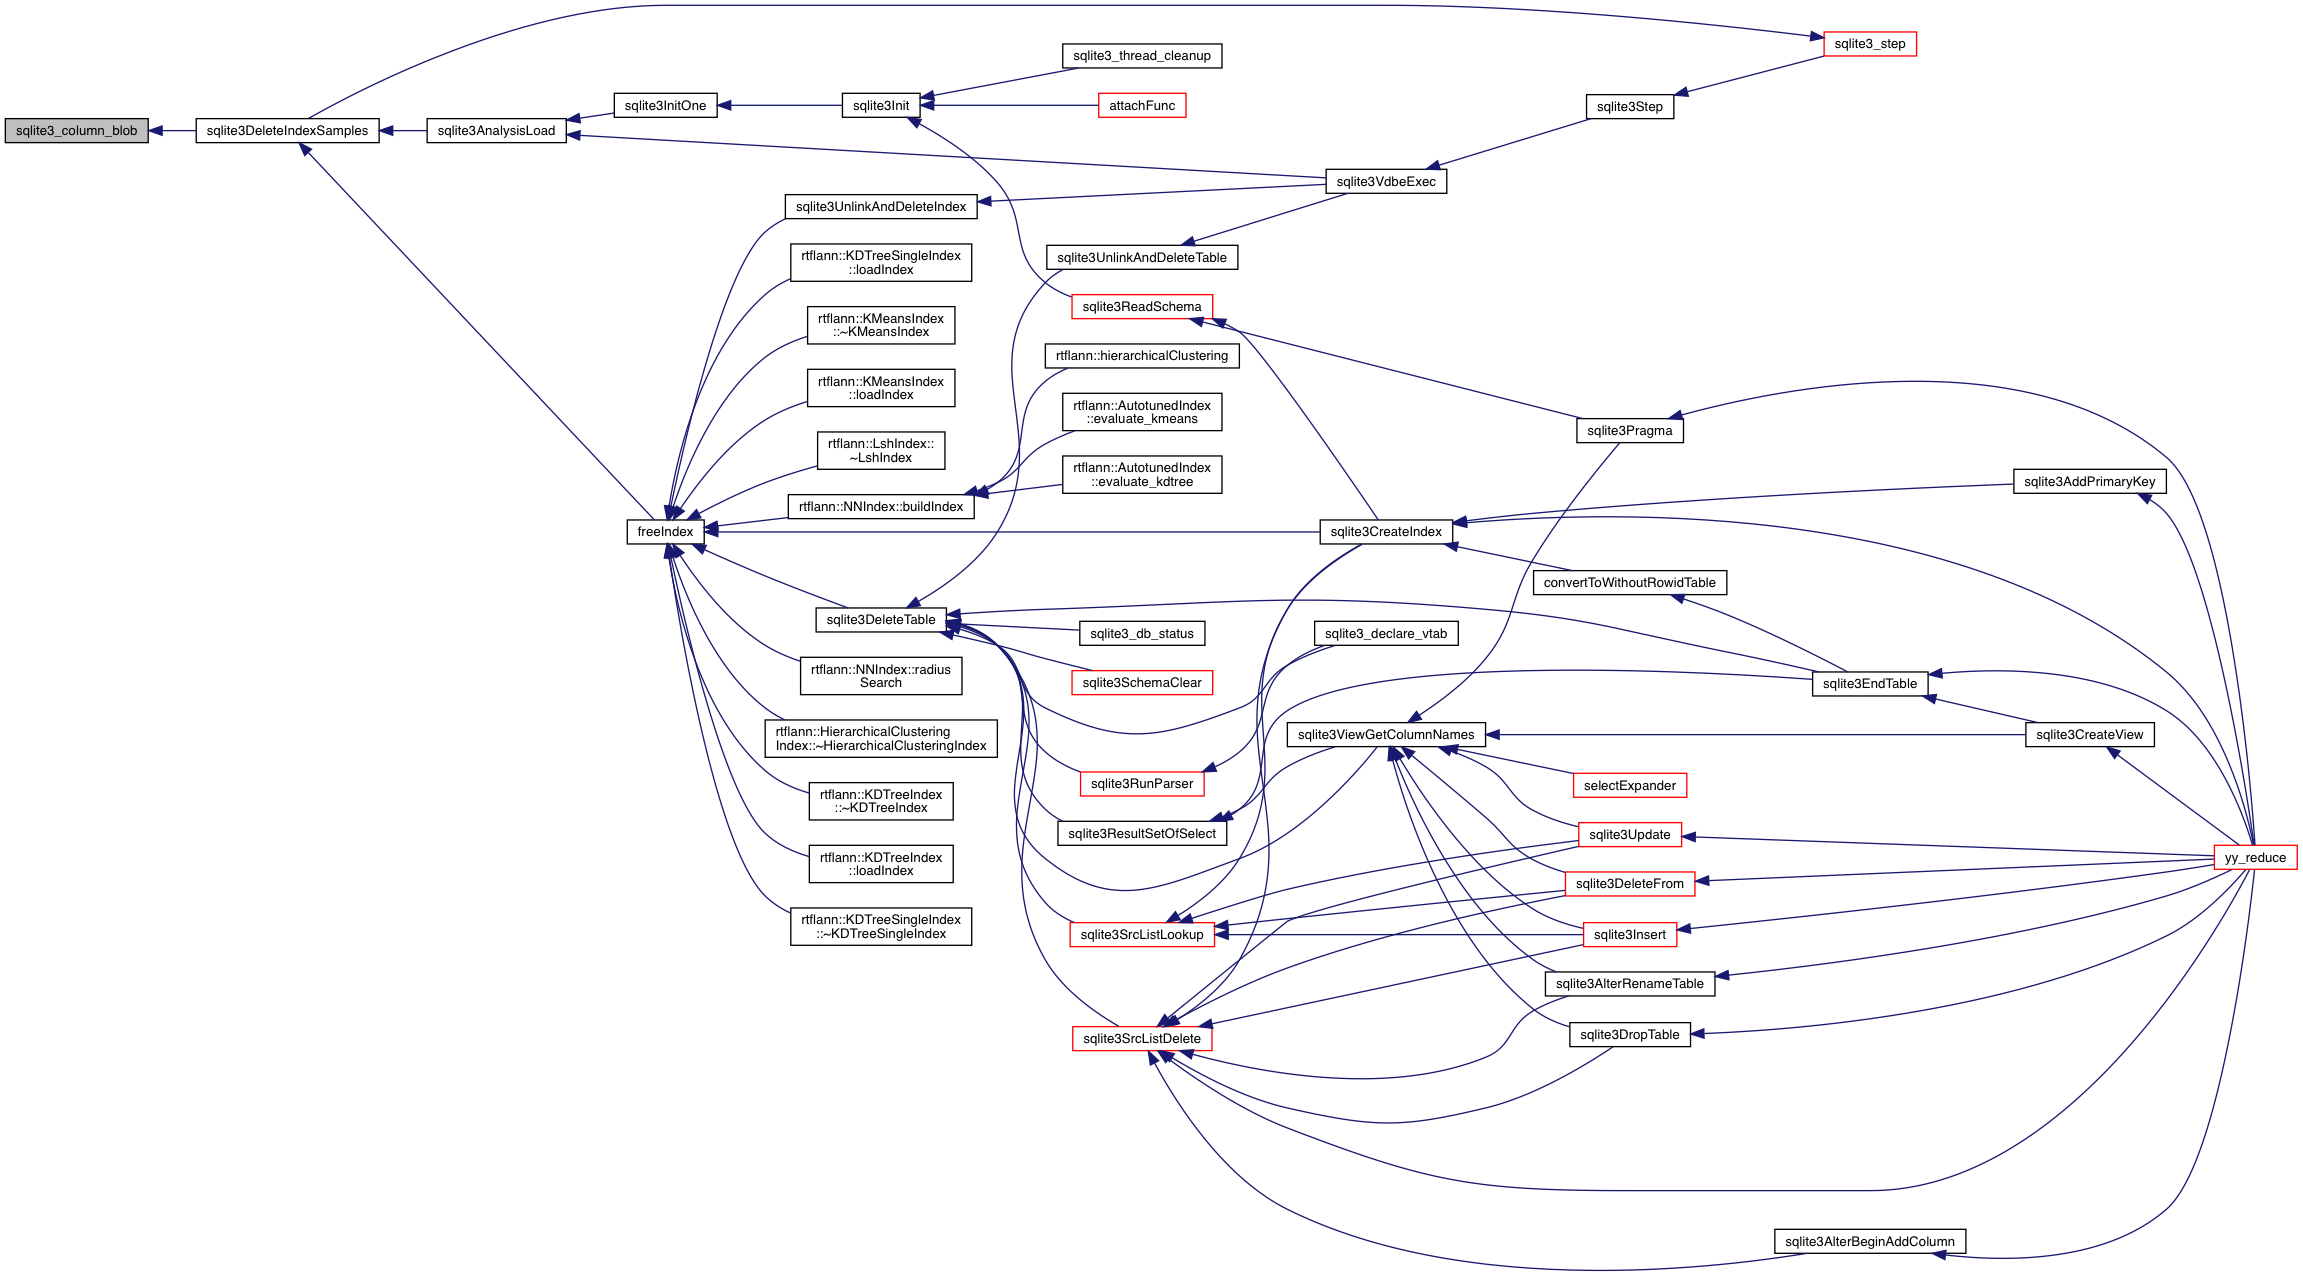 sqlite3_step
sqlite3_thread_cleanup
sqlite3InitOne
sqlite3Init
attachFunc
sqlite3Step
sqlite3_column_blob
sqlite3DeleteIndexSamples
sqlite3AnalysisLoad
sqlite3VdbeExec
sqlite3UnlinkAndDeleteIndex
rtflann::KDTreeSingleIndex
::loadIndex
sqlite3UnlinkAndDeleteTable
sqlite3ReadSchema
rtflann::KMeansIndex
::~KMeansIndex
rtflann::hierarchicalClustering
rtflann::KMeansIndex
::loadIndex
rtflann::AutotunedIndex
::evaluate_kmeans
sqlite3Pragma
rtflann::LshIndex::
~LshIndex
rtflann::AutotunedIndex
::evaluate_kdtree
sqlite3AddPrimaryKey
rtflann::NNIndex::buildIndex
freeIndex
sqlite3CreateIndex
convertToWithoutRowidTable
sqlite3DeleteTable
sqlite3_db_status
sqlite3_declare_vtab
rtflann::NNIndex::radius
Search
sqlite3SchemaClear
sqlite3EndTable
rtflann::HierarchicalClustering
Index::~HierarchicalClusteringIndex
sqlite3ViewGetColumnNames
sqlite3CreateView
sqlite3RunParser
selectExpander
rtflann::KDTreeIndex
::~KDTreeIndex
sqlite3ResultSetOfSelect
sqlite3Update
rtflann::KDTreeIndex
::loadIndex
yy_reduce
sqlite3DeleteFrom
rtflann::KDTreeSingleIndex
::~KDTreeSingleIndex
sqlite3SrcListLookup
sqlite3Insert
sqlite3AlterRenameTable
sqlite3SrcListDelete
sqlite3DropTable
sqlite3AlterBeginAddColumn